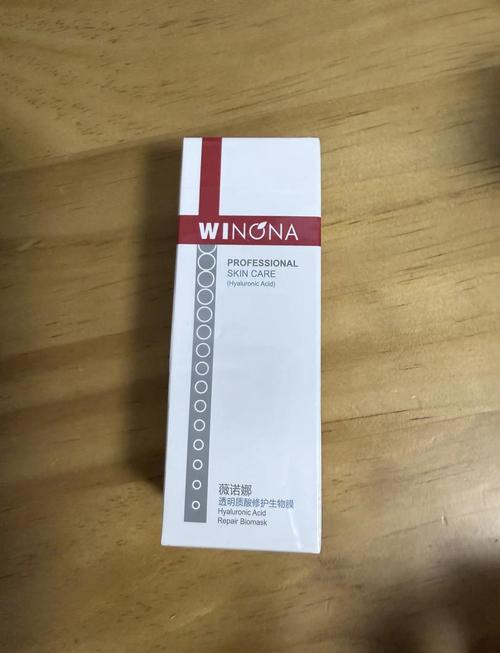 WINONA
PROFESSIONAL
SKIN CARE
(Hyaluronic Acid)
薇诺娜
透明质酸修护生物膜
Hyaluronic Acid
Repair Biomask